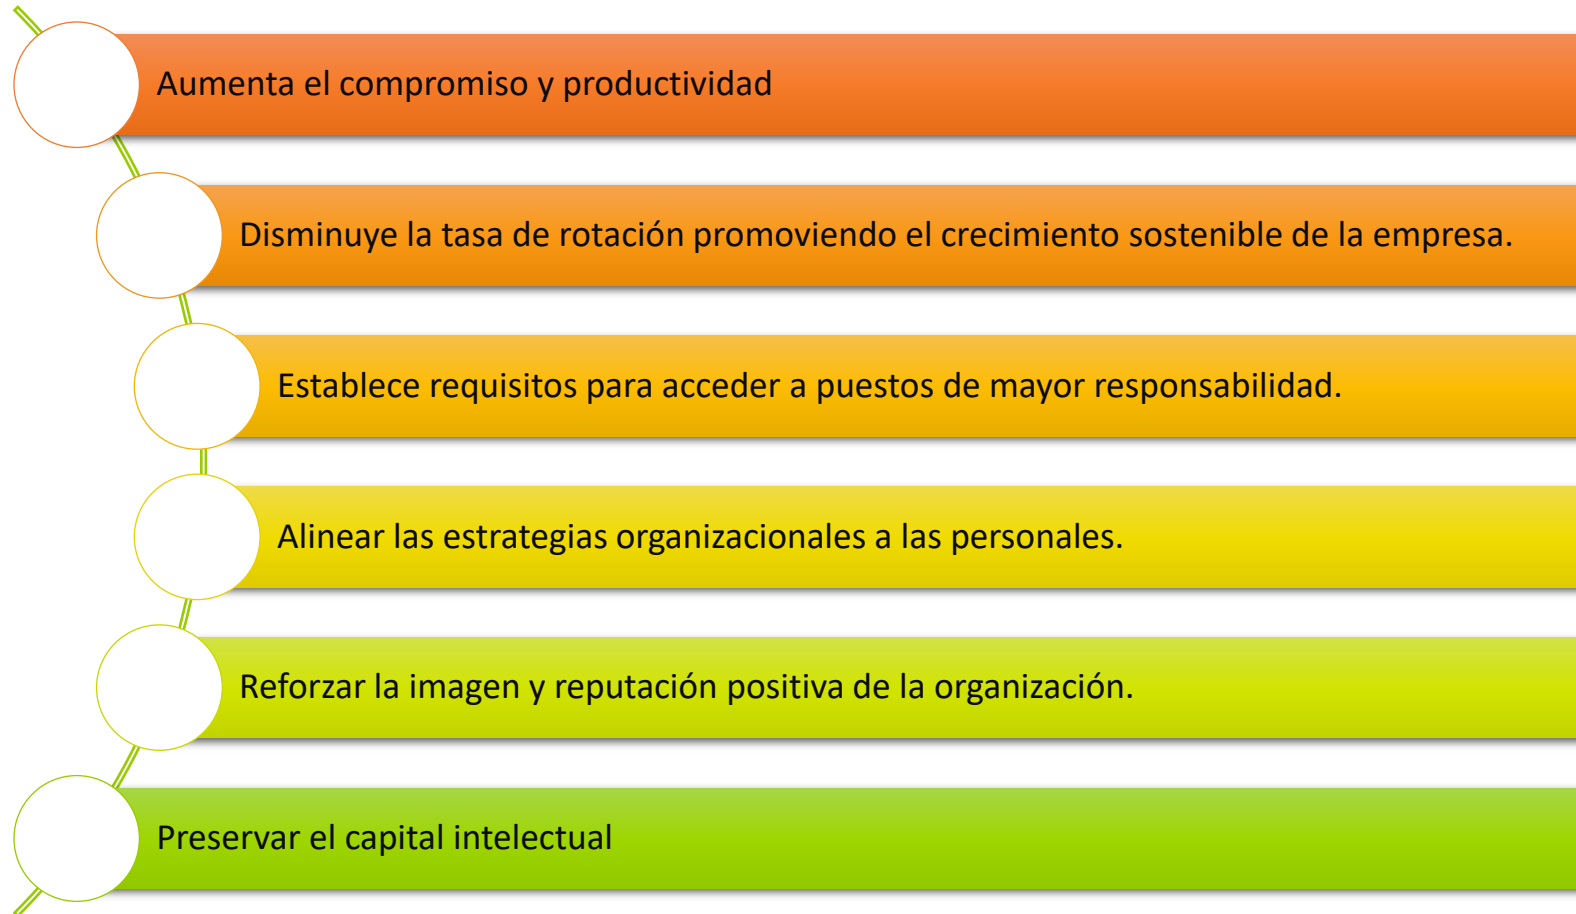 Aumenta el compromiso y productividad
Disminuye la tasa de rotación promoviendo el crecimiento sostenible de la empresa.
Establece requisitos para acceder a puestos de mayor responsabilidad.
Alinear las estrategias organizacionales a las personales.
Reforzar la imagen y reputación positiva de la organización.
Preservar el capital intelectual